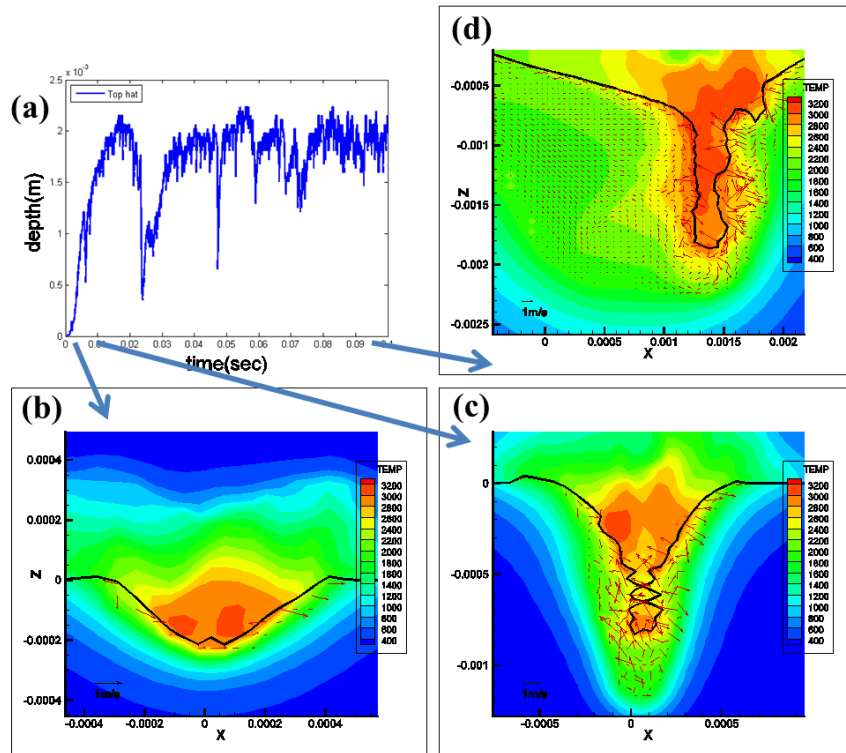 (a)
x 10⁻³
2.5
2
1.5
1
0.5
0
Top hat
depth(m)
0 0.01 0.02 0.03 0.04 0.05 0.06 0.07 0.08 0.09 0.1
time(sec)
(d)
-0.0005
-0.001
-0.0015
-0.002
-0.0025
Z
TEMP
3200
3000
2800
2600
2400
2200
2000
1800
1600
1400
1200
1000
800
600
400
1m/s
0 0.0005 0.001 0.0015 0.002
X
(b)
0.0004
0.0002
0
-0.0002
-0.0004
Z
TEMP
3200
3000
2800
2600
2400
2200
2000
1800
1600
1400
1200
1000
800
600
400
1m/s
-0.0004 -0.0002 0 0.0002 0.0004
X
(c)
0
-0.0005
-0.001
Z
TEMP
3200
3000
2800
2600
2400
2200
2000
1800
1600
1400
1200
1000
800
600
400
1m/s
-0.0005 0 0.0005
X